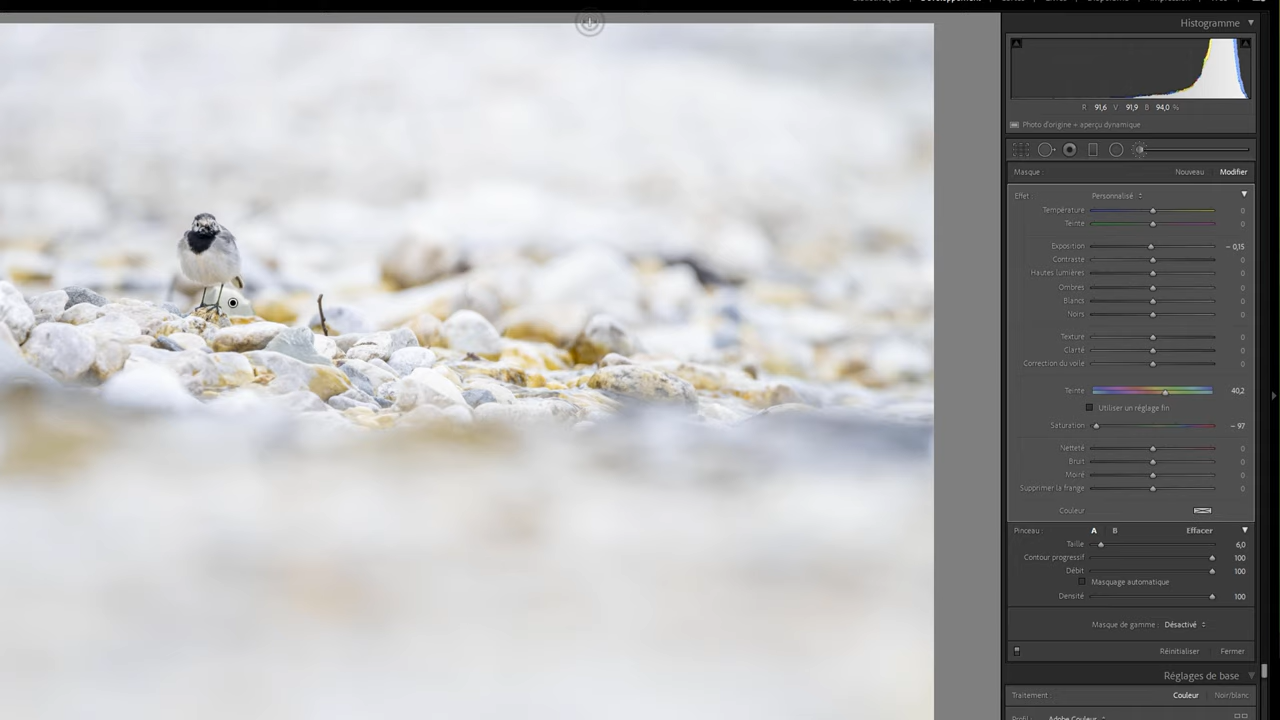 Histogramme
R 91,6 V 91,9 B 94,0 %
Photo d'origine + aperçu dynamique
Masque : Nouveau Modifier
Effet : Personnalisé
Température 0
Teinte 0
Exposition – 0,15
Contraste 0
Hautes lumières 0
Ombres 0
Blancs 0
Noirs 0
Texture 0
Clarté 0
Correction du voile 0
Teinte 40,2
Utiliser un réglage fin
Saturation – 97
Netteté 0
Bruit 0
Moiré 0
Supprimer la frange 0
Couleur
Pinceau : A B Effacer
Taille 6,0
Contour progressif 100
Débit 100
Masquage automatique
Densité 100
Masque de gamme : Désactivé
Réinitialiser Fermer
Réglages de base
Traitement : Couleur Noir/blanc
Profil : Adobe Couleur